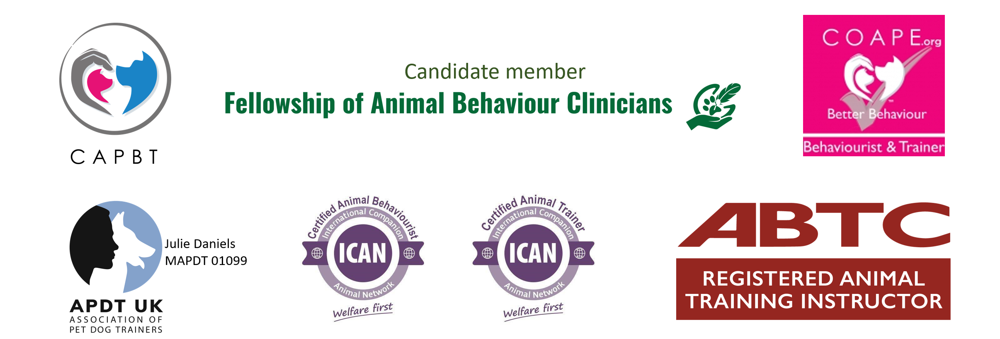 CAPBT
Candidate member
Fellowship of Animal Behaviour Clinicians
COAPE.org
™
Better Behaviour
Behaviourist & Trainer
Julie Daniels
MAPDT 01099
APDT UK
ASSOCIATION OF
PET DOG TRAINERS
Certified Animal Behaviourist
International Companion
ICAN
Animal Network
Welfare first
Certified Animal Trainer
International Companion
ICAN
Animal Network
Welfare first
ABTC
REGISTERED ANIMAL
TRAINING INSTRUCTOR